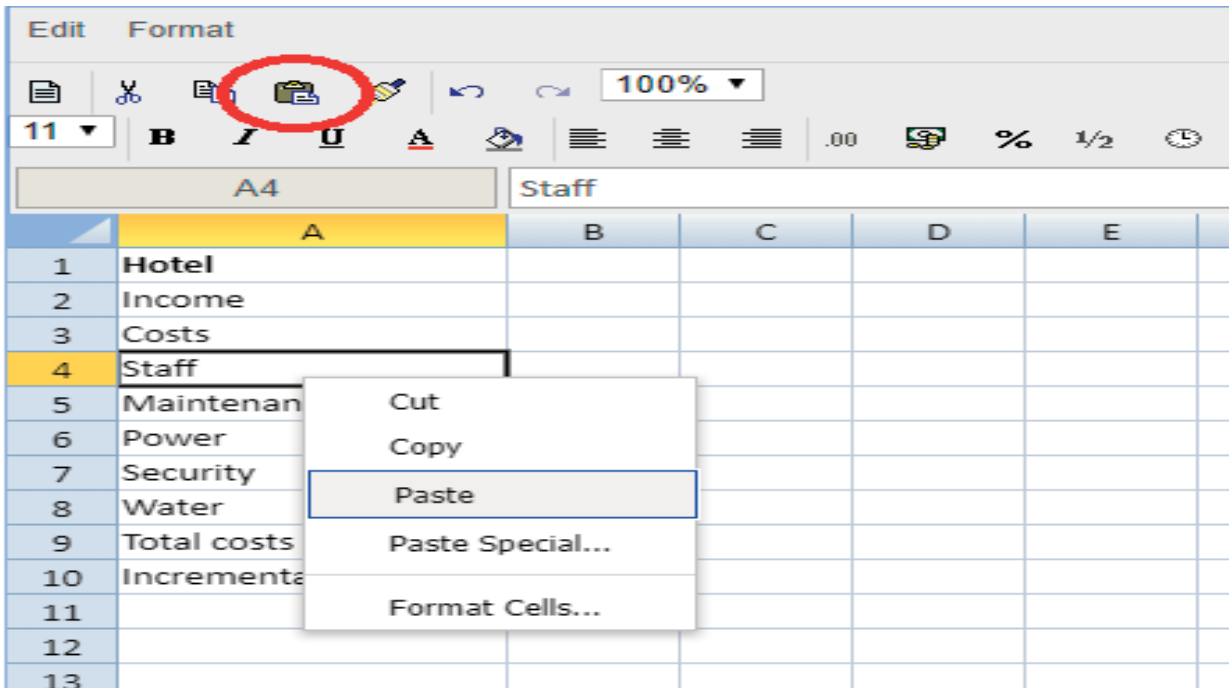 Edit Format
100% ▼
11 ▼ B I U A .00 % 1/2
A4 Staff
A B C D E
1 Hotel
2 Income
3 Costs
4 Staff
5 Maintenan Cut
6 Power Copy
7 Security Paste
8 Water
9 Total costs Paste Special...
10 Incrementa
11 Format Cells...
12
13